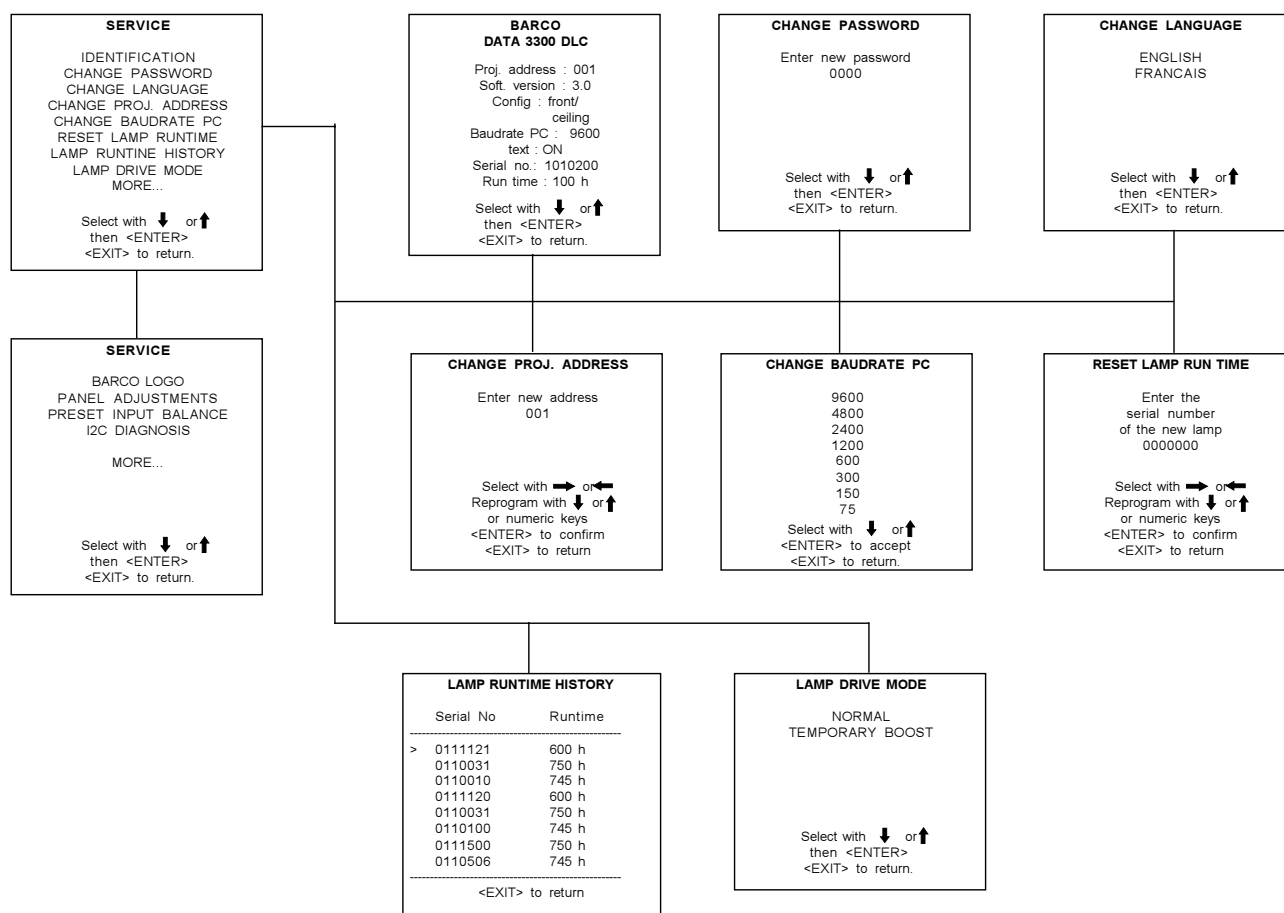 SERVICE
IDENTIFICATION
CHANGE PASSWORD
CHANGE LANGUAGE
CHANGE PROJ. ADDRESS
CHANGE BAUDRATE PC
RESET LAMP RUNTIME
LAMP RUNTINE HISTORY
LAMP DRIVE MODE
MORE...
Select with ⬇ or ⬆
then <ENTER>
<EXIT> to return.
BARCO
DATA 3300 DLC
Proj. address : 001
Soft. version : 3.0
Config : front/
ceiling
Baudrate PC : 9600
text : ON
Serial no.: 1010200
Run time : 100 h
Select with ⬇ or ⬆
then <ENTER>
<EXIT> to return.
CHANGE PASSWORD
Enter new password
0000
Select with ⬇ or ⬆
then <ENTER>
<EXIT> to return.
CHANGE LANGUAGE
ENGLISH
FRANCAIS
Select with ⬇ or ⬆
then <ENTER>
<EXIT> to return.
SERVICE
BARCO LOGO
PANEL ADJUSTMENTS
PRESET INPUT BALANCE
I2C DIAGNOSIS
MORE...
Select with ⬇ or ⬆
then <ENTER>
<EXIT> to return.
CHANGE PROJ. ADDRESS
Enter new address
001
Select with ➡ or ⬅
Reprogram with ⬇ or ⬆
or numeric keys
<ENTER> to confirm
<EXIT> to return
CHANGE BAUDRATE PC
9600
4800
2400
1200
600
300
150
75
Select with ⬇ or ⬆
<ENTER> to accept
<EXIT> to return.
RESET LAMP RUN TIME
Enter the
serial number
of the new lamp
0000000
Select with ➡ or ⬅
Reprogram with ⬇ or ⬆
or numeric keys
<ENTER> to confirm
<EXIT> to return
LAMP RUNTIME HISTORY
Serial No Runtime
> 0111121 600 h
0110031 750 h
0110010 745 h
0111120 600 h
0110031 750 h
0110100 745 h
0111500 750 h
0110506 745 h
<EXIT> to return
LAMP DRIVE MODE
NORMAL
TEMPORARY BOOST
Select with ⬇ or ⬆
then <ENTER>
<EXIT> to return.